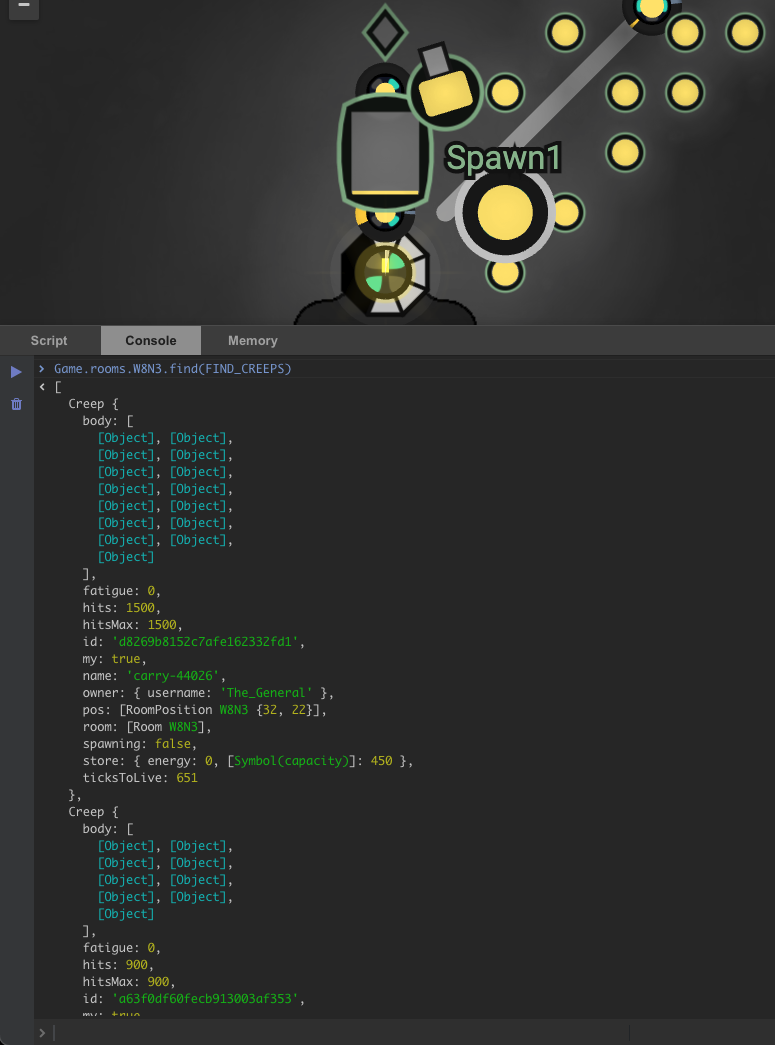 Spawn1
Script Console Memory
> Game.rooms.W8N3.find(FIND_CREEPS)
< [
Creep {
body: [
[Object], [Object],
[Object], [Object],
[Object], [Object],
[Object], [Object],
[Object], [Object],
[Object], [Object],
[Object], [Object],
[Object]
],
fatigue: 0,
hits: 1500,
hitsMax: 1500,
id: 'd8269b8152c7afe162332fd1',
my: true,
name: 'carry-44026',
owner: { username: 'The_General' },
pos: [RoomPosition W8N3 {32, 22}],
room: [Room W8N3],
spawning: false,
store: { energy: 0, [Symbol(capacity)]: 450 },
ticksToLive: 651
},
Creep {
body: [
[Object], [Object],
[Object], [Object],
[Object], [Object],
[Object], [Object],
[Object]
],
fatigue: 0,
hits: 900,
hitsMax: 900,
id: 'a63f0df60fecb913003af353',
my: true
>